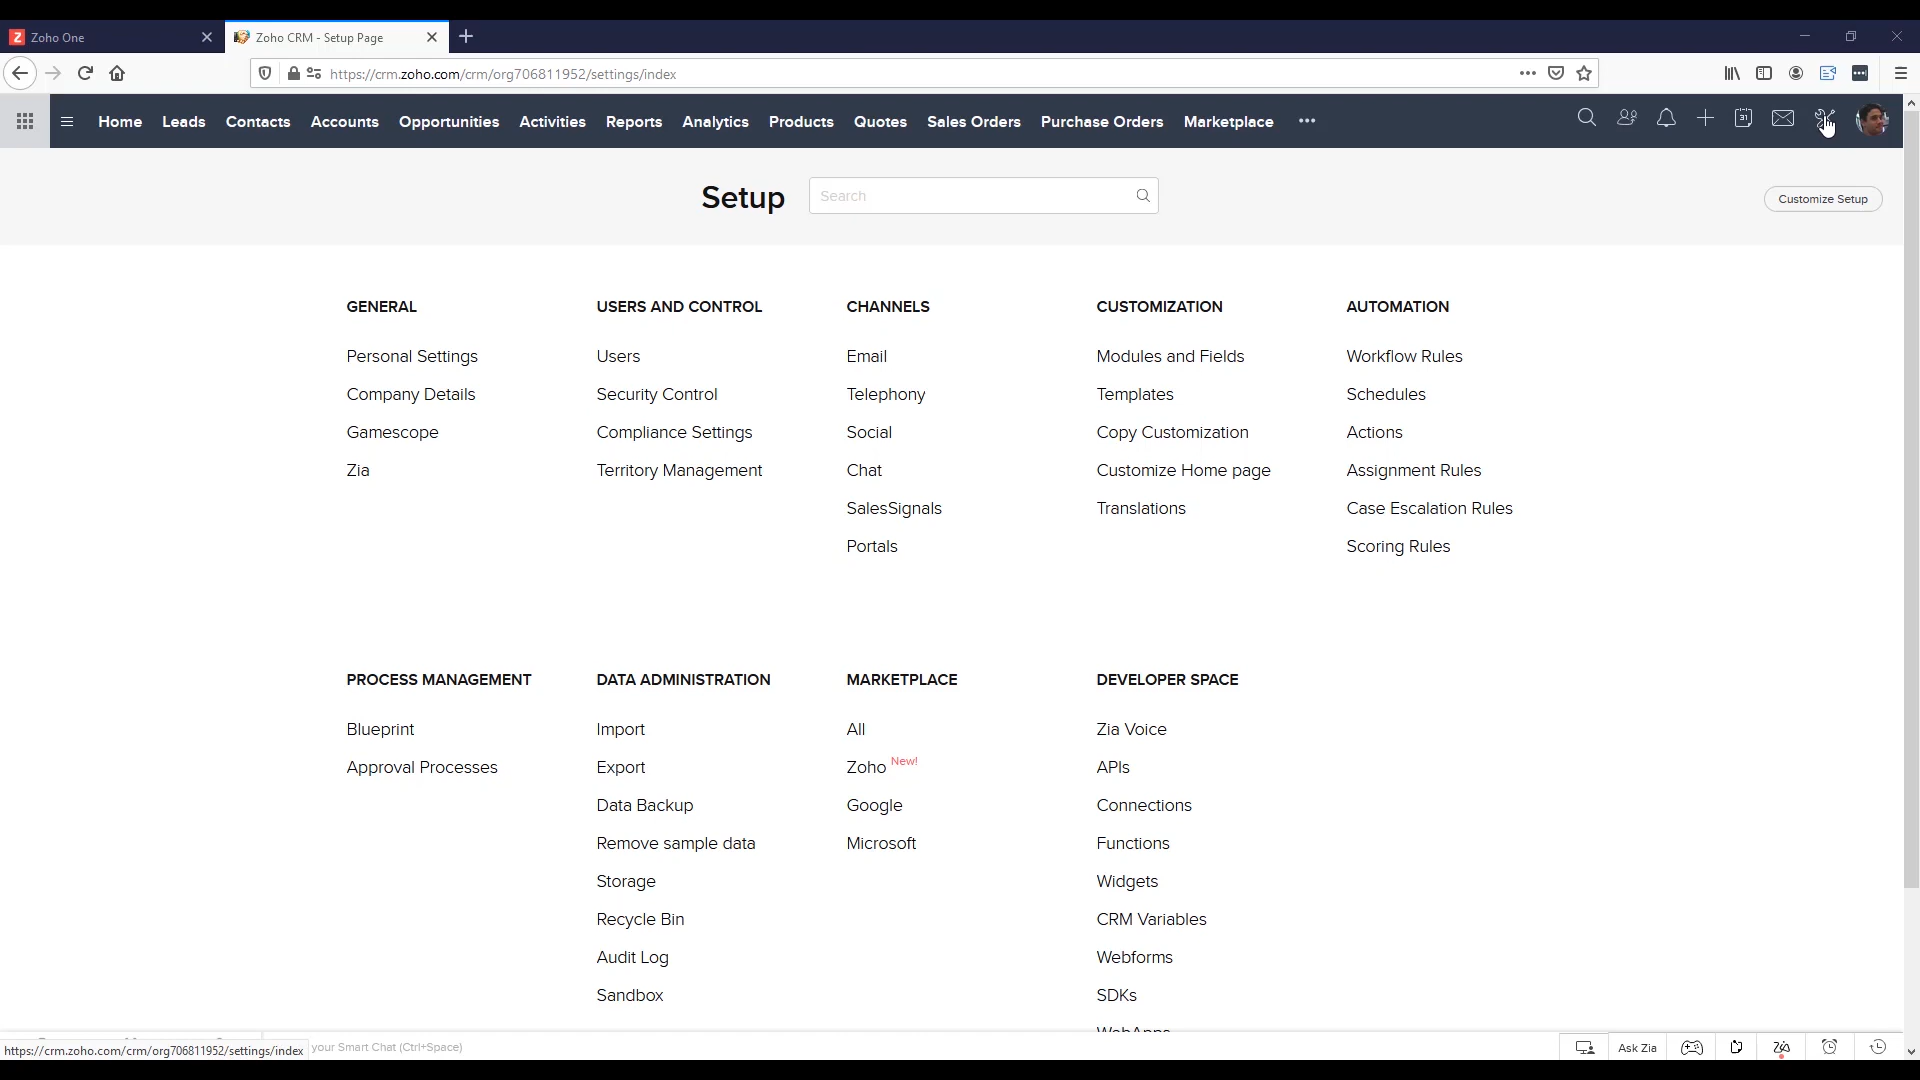 Zoho One
Zoho CRM - Setup Page
https://crm.zoho.com/crm/org706811952/settings/index
Home Leads Contacts Accounts Opportunities Activities Reports Analytics Products Quotes Sales Orders Purchase Orders Marketplace
31
Setup
Search
Customize Setup
GENERAL
Personal Settings
Company Details
Gamescope
Zia
USERS AND CONTROL
Users
Security Control
Compliance Settings
Territory Management
CHANNELS
Email
Telephony
Social
Chat
SalesSignals
Portals
CUSTOMIZATION
Modules and Fields
Templates
Copy Customization
Customize Home page
Translations
AUTOMATION
Workflow Rules
Schedules
Actions
Assignment Rules
Case Escalation Rules
Scoring Rules
PROCESS MANAGEMENT
Blueprint
Approval Processes
DATA ADMINISTRATION
Import
Export
Data Backup
Remove sample data
Storage
Recycle Bin
Audit Log
Sandbox
MARKETPLACE
All
Zoho New!
Google
Microsoft
DEVELOPER SPACE
Zia Voice
APIs
Connections
Functions
Widgets
CRM Variables
Webforms
SDKs
WebApps
https://crm.zoho.com/crm/org706811952/settings/index
your Smart Chat (Ctrl+Space)
Ask Zia